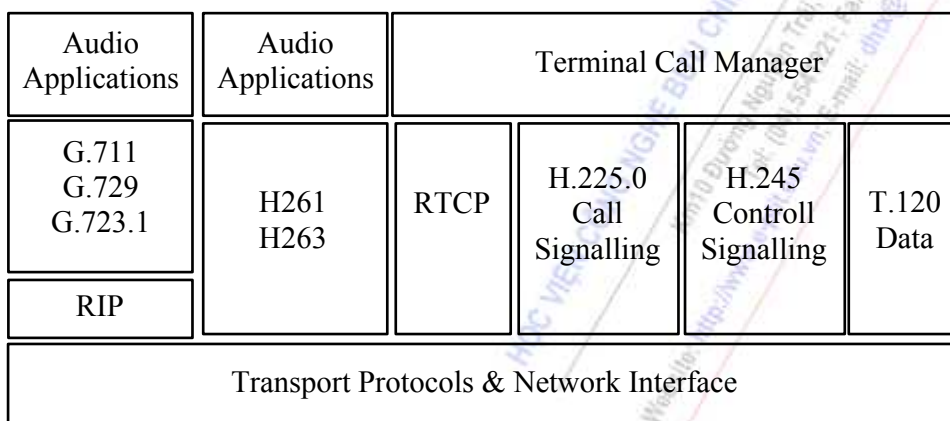 Audio
Applications
Audio
Applications
Terminal Call Manager
G.711
G.729
G.723.1
H261
H263
RTCP
H.225.0
Call
Signalling
H.245
Controll
Signalling
T.120
Data
RIP
Transport Protocols & Network Interface